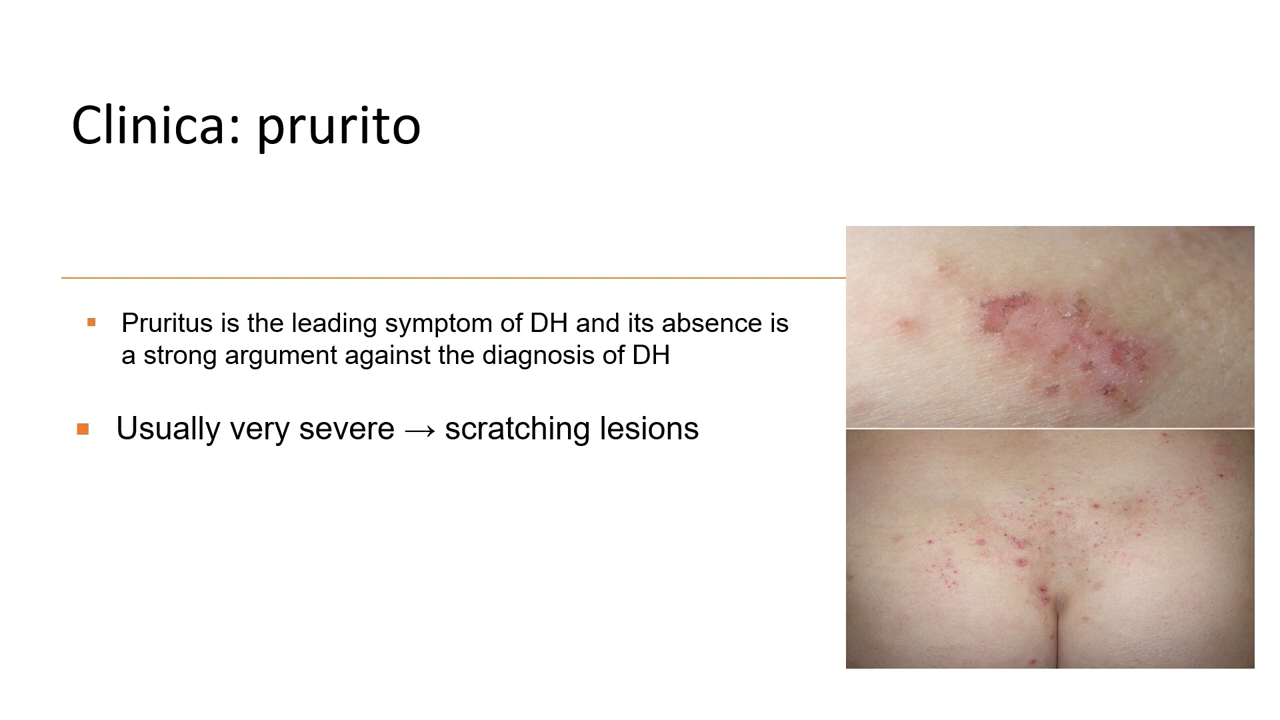 Clinica: prurito
Pruritus is the leading symptom of DH and its absence is
a strong argument against the diagnosis of DH
Usually very severe → scratching lesions